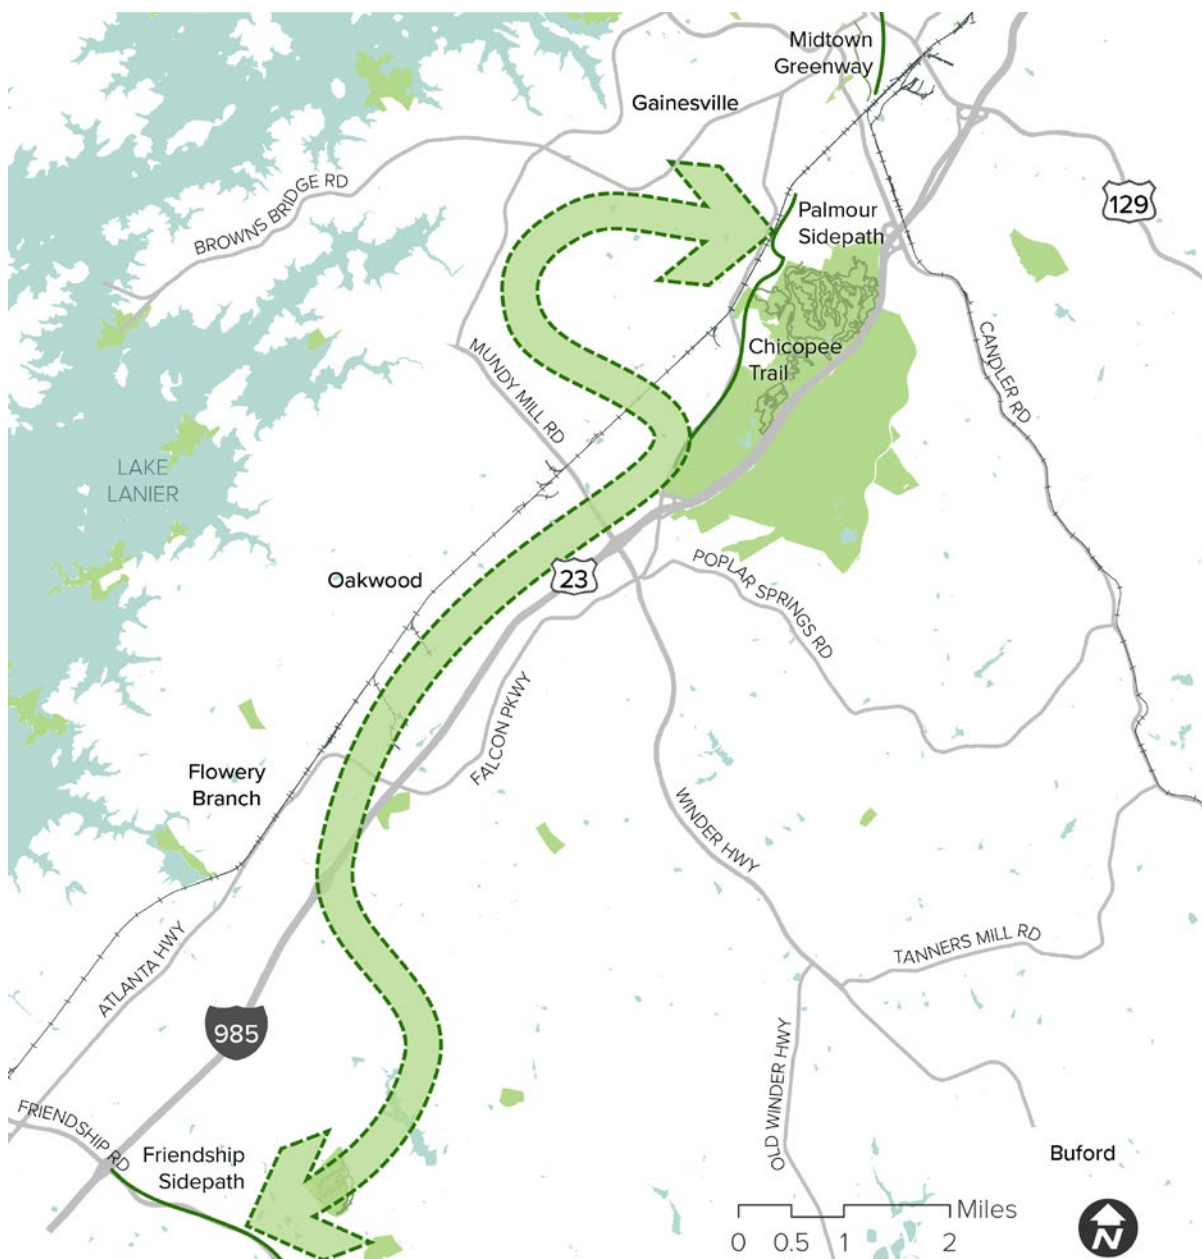 Midtown
Greenway
Gainesville
BROWNS BRIDGE RD
129
Palmour
Sidepath
MUNDY MILL RD
Chicopee
Trail
CANDLER RD
LAKE
LANIER
Oakwood
23
POPLAR SPRINGS RD
FALCON PKWY
Flowery
Branch
WINDER HWY
ATLANTA HWY
TANNERS MILL RD
985
OLD WINDER HWY
FRIENDSHIP RD
Friendship
Sidepath
Buford
Miles
0 0.5 1 2
N